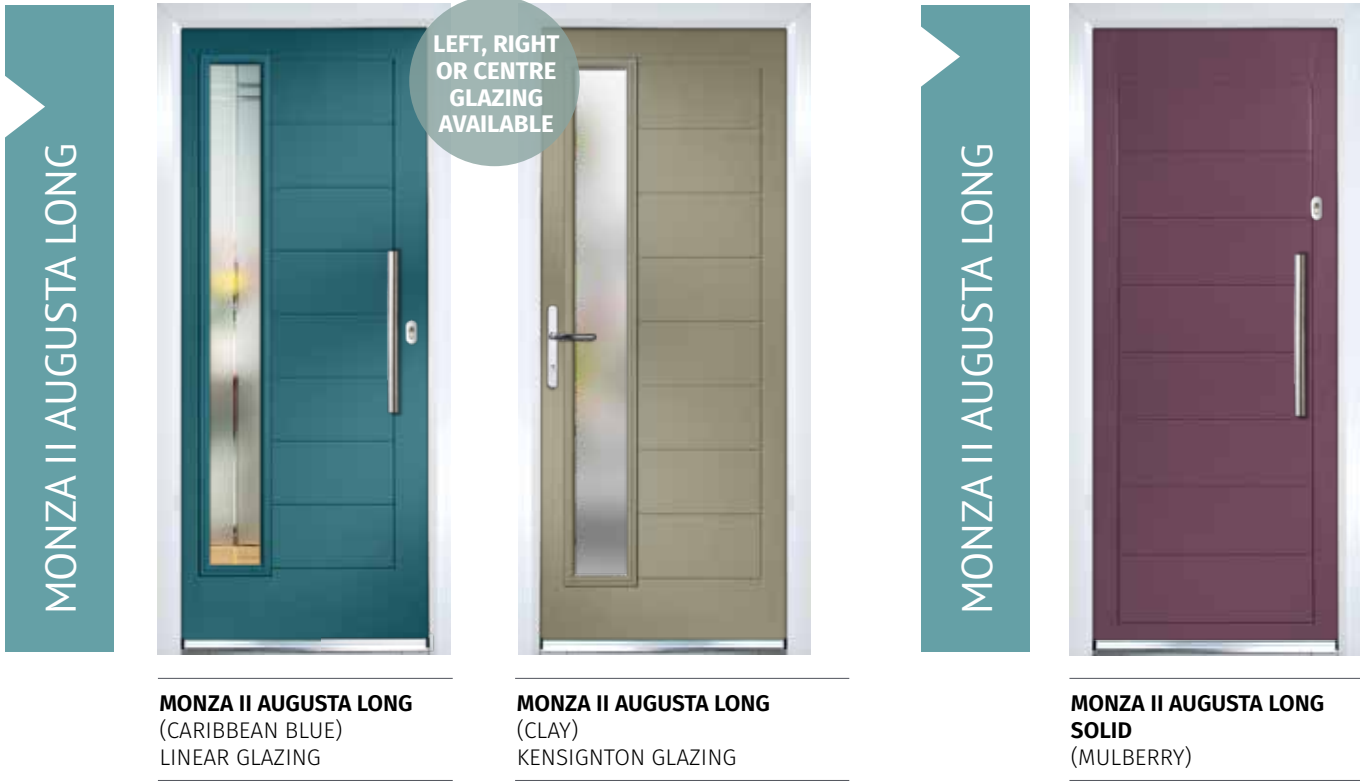 MONZA II AUGUSTA LONG
LEFT, RIGHT
OR CENTRE
GLAZING
AVAILABLE
MONZA II AUGUSTA LONG
(CARIBBEAN BLUE)
LINEAR GLAZING
MONZA II AUGUSTA LONG
(CLAY)
KENSIGNTON GLAZING
MONZA II AUGUSTA LONG
MONZA II AUGUSTA LONG
SOLID
(MULBERRY)